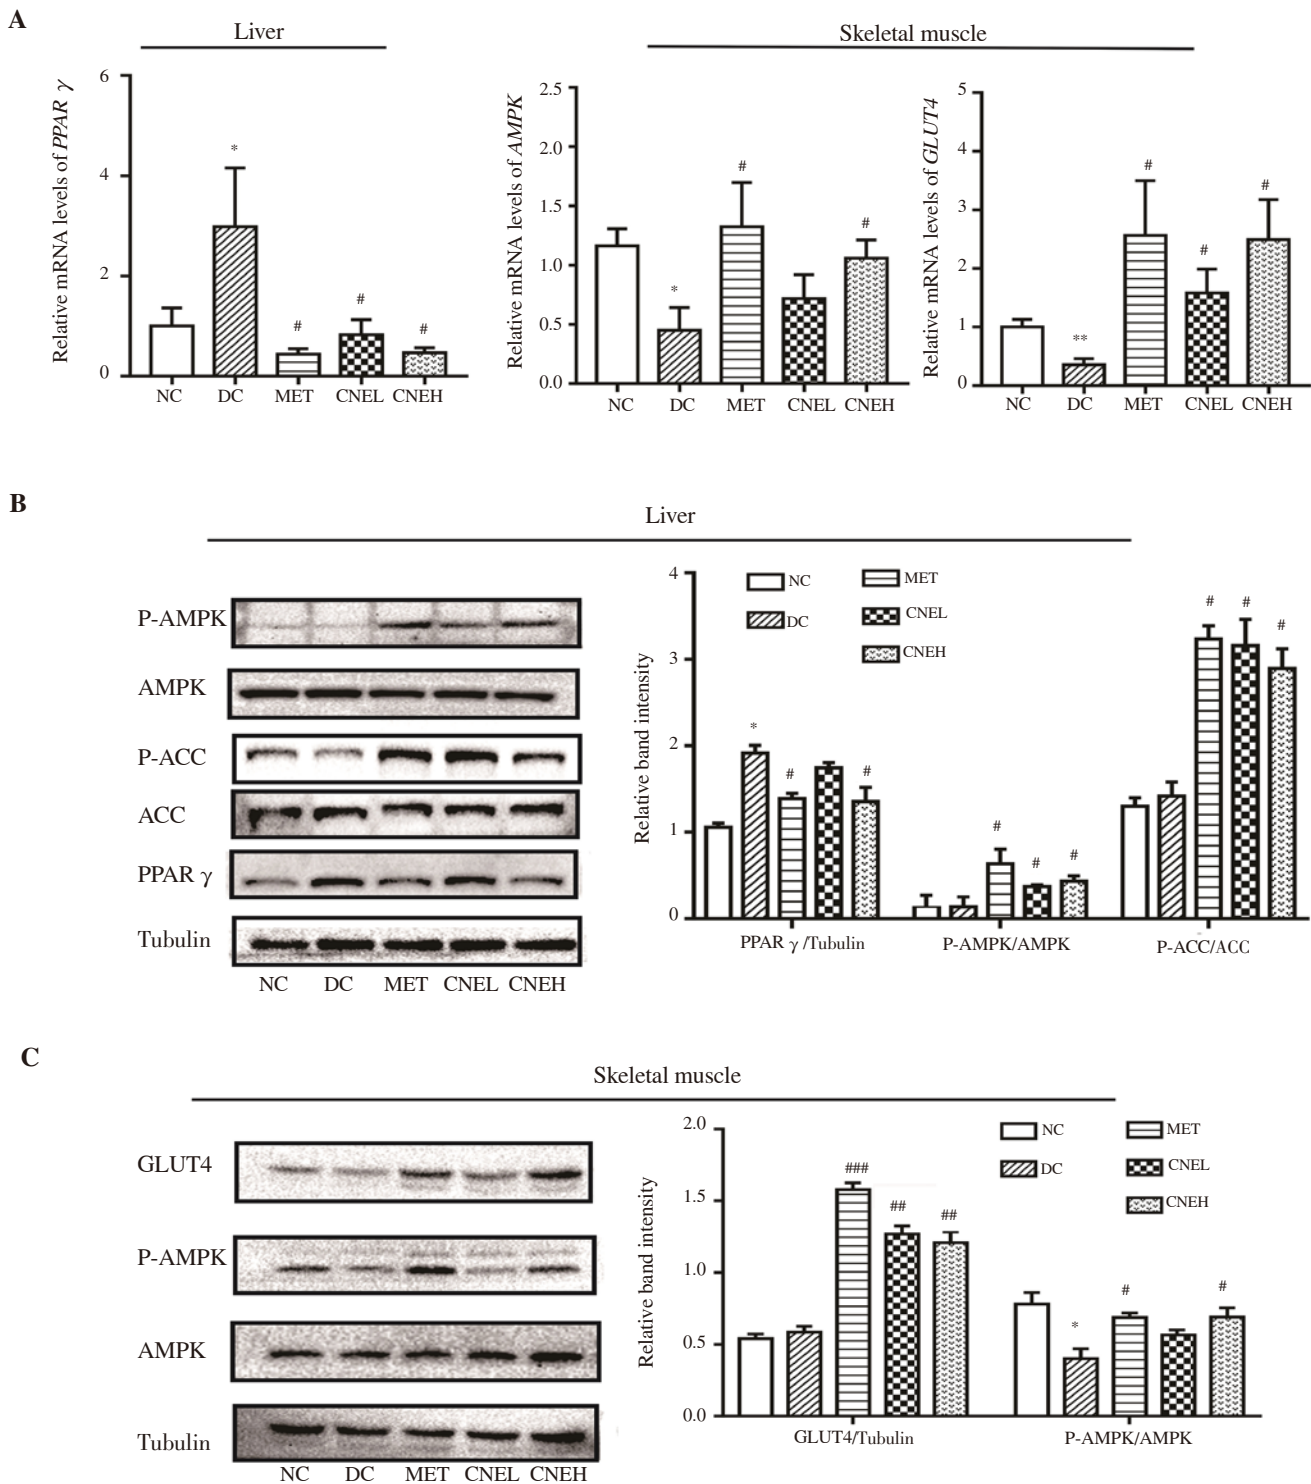 A
Liver
Skeletal muscle
Relative mRNA levels of PPAR γ
6
4
2
0
*
#
#
#
NC DC MET CNEL CNEH
Relative mRNA levels of AMPK
2.5
2.0
1.5
1.0
0.5
0.0
*
#
#
NC DC MET CNEL CNEH
Relative mRNA levels of GLUT4
5
4
3
2
1
0
**
#
#
#
NC DC MET CNEL CNEH
B
Liver
P-AMPK
AMPK
P-ACC
ACC
PPAR γ
Tubulin
NC DC MET CNEL CNEH
Relative band intensity
4
3
2
1
0
NC
DC
MET
CNEL
CNEH
*
#
#
#
#
#
#
#
#
PPAR γ /Tubulin
P-AMPK/AMPK
P-ACC/ACC
C
Skeletal muscle
GLUT4
P-AMPK
AMPK
Tubulin
NC DC MET CNEL CNEH
Relative band intensity
2.0
1.5
1.0
0.5
0.0
NC
DC
MET
CNEL
CNEH
###
##
##
*
#
#
GLUT4/Tubulin
P-AMPK/AMPK